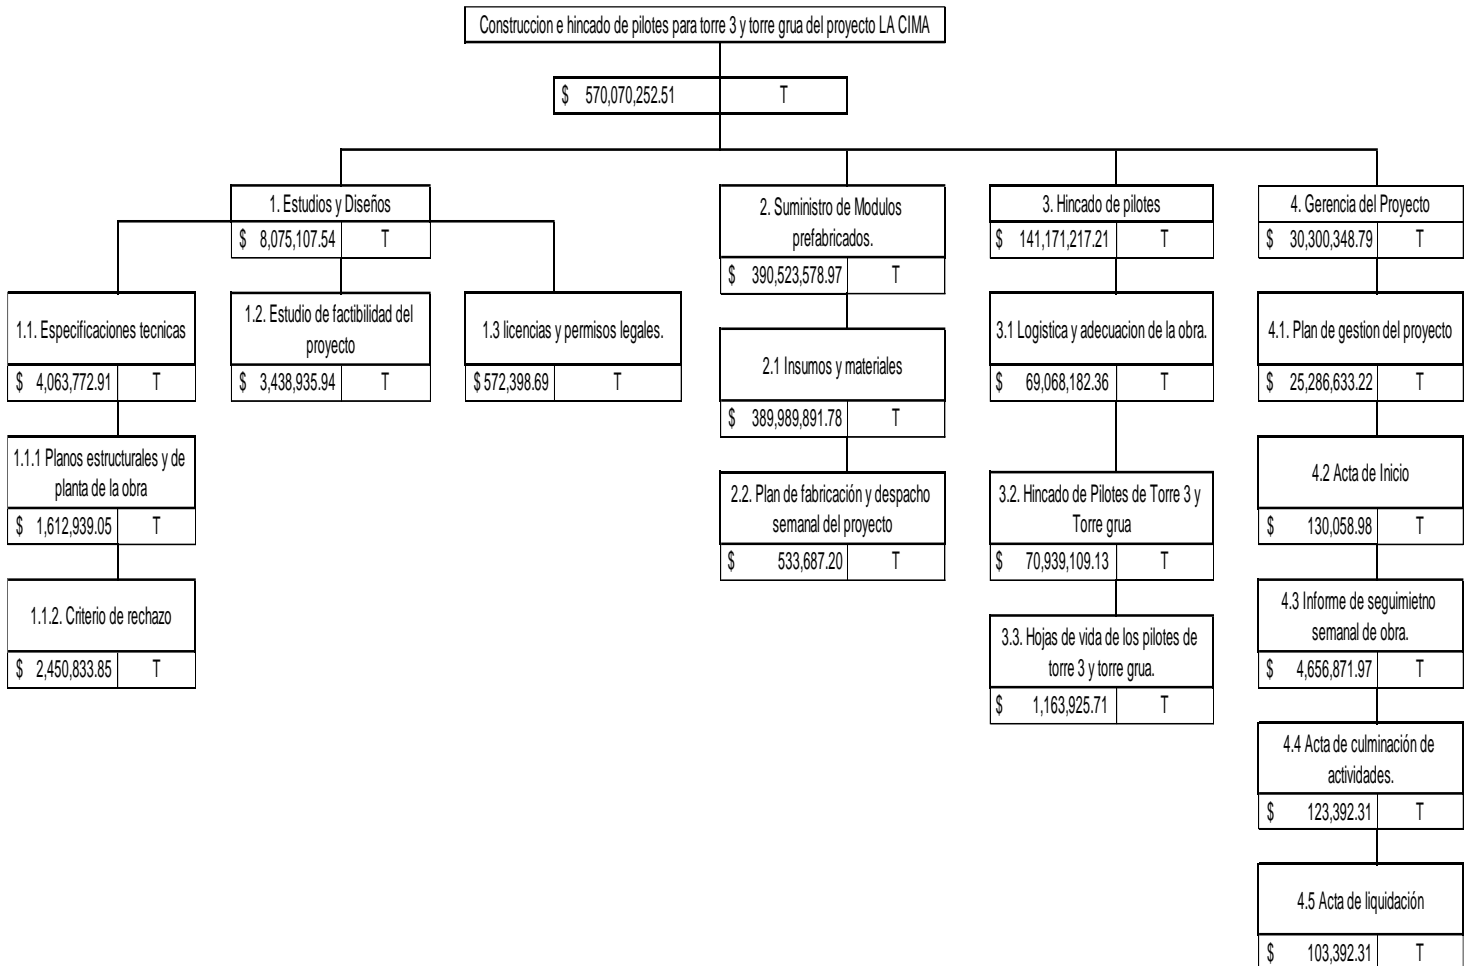 Construccion e hincado de pilotes para torre 3 y torre grua del proyecto LA CIMA
$ 570,070,252.51 T
1. Estudios y Diseños
$ 8,075,107.54 T
1.1. Especificaciones tecnicas
$ 4,063,772.91 T
1.1.1 Planos estructurales y de
planta de la obra
$ 1,612,939.05 T
1.1.2. Criterio de rechazo
$ 2,450,833.85 T
1.2. Estudio de factibilidad del
proyecto
$ 3,438,935.94 T
1.3 licencias y permisos legales.
$ 572,398.69 T
2. Suministro de Modulos
prefabricados.
$ 390,523,578.97 T
2.1 Insumos y materiales
$ 389,989,891.78 T
2.2. Plan de fabricación y despacho
semanal del proyecto
$ 533,687.20 T
3. Hincado de pilotes
$ 141,171,217.21 T
3.1 Logistica y adecuacion de la obra.
$ 69,068,182.36 T
3.2. Hincado de Pilotes de Torre 3 y
Torre grua
$ 70,939,109.13 T
3.3. Hojas de vida de los pilotes de
torre 3 y torre grua.
$ 1,163,925.71 T
4. Gerencia del Proyecto
$ 30,300,348.79 T
4.1. Plan de gestion del proyecto
$ 25,286,633.22 T
4.2 Acta de Inicio
$ 130,058.98 T
4.3 Informe de seguimietno
semanal de obra.
$ 4,656,871.97 T
4.4 Acta de culminación de
actividades.
$ 123,392.31 T
4.5 Acta de liquidación
$ 103,392.31 T